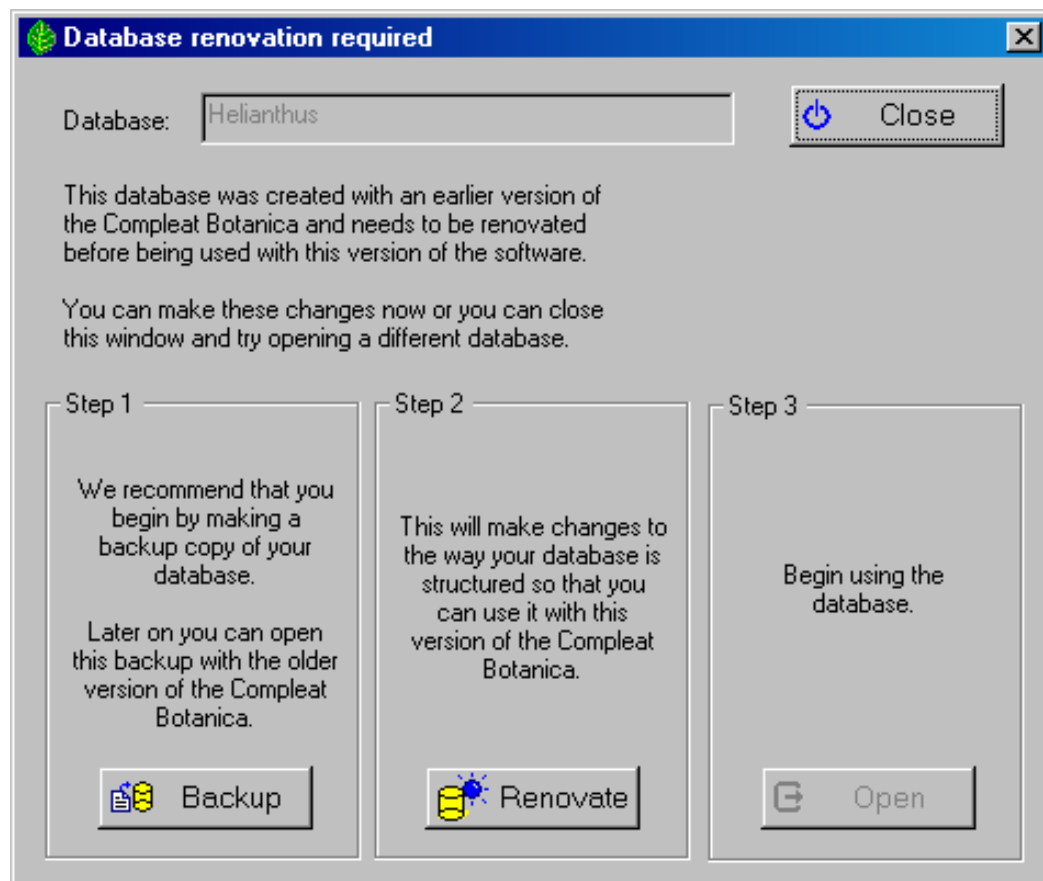 Database renovation required
Database:
Helianthus
Close
This database was created with an earlier version of
the Compleat Botanica and needs to be renovated
before being used with this version of the software.
You can make these changes now or you can close
this window and try opening a different database.
Step 1
We recommend that you
begin by making a
backup copy of your
database.
Later on you can open
this backup with the older
version of the Compleat
Botanica.
Backup
Step 2
This will make changes to
the way your database is
structured so that you
can use it with this
version of the Compleat
Botanica.
Renovate
Step 3
Begin using the
database.
Open